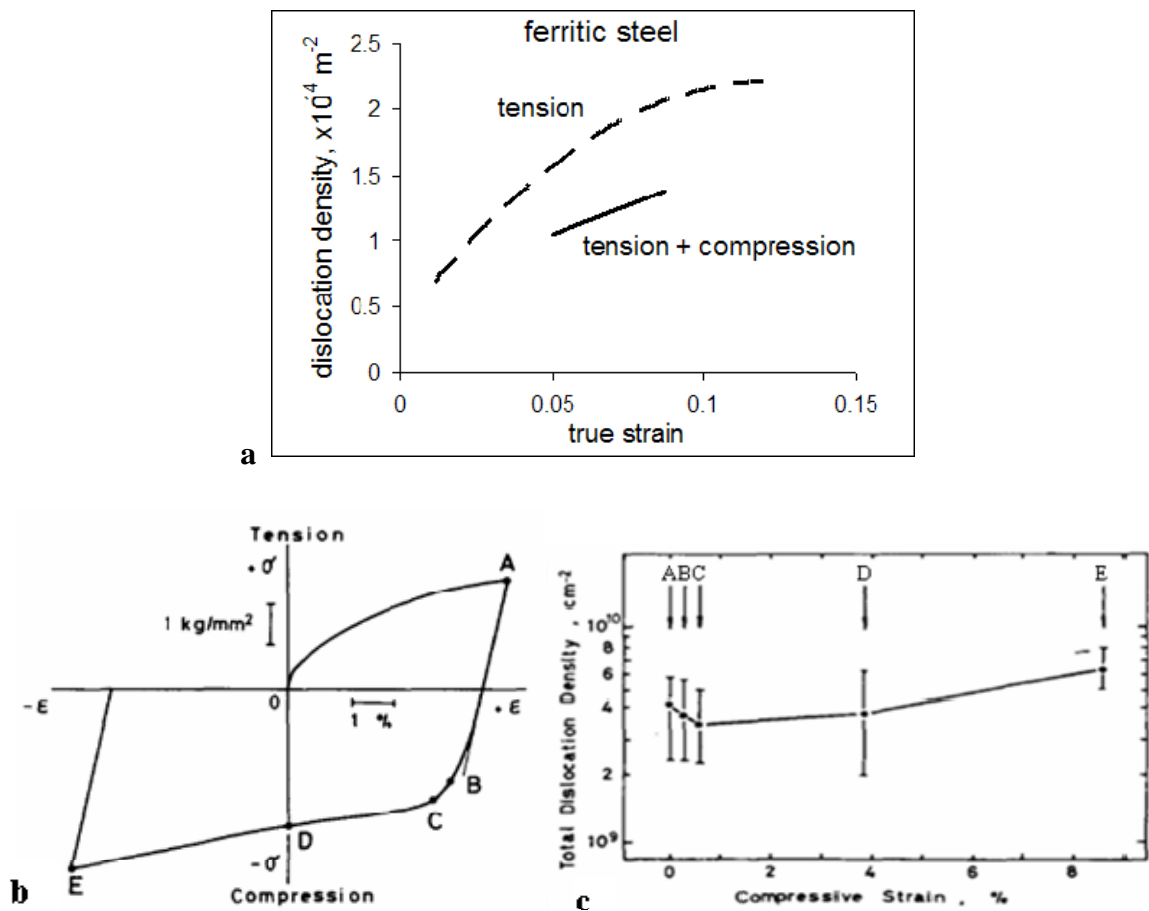 ferritic steel
dislocation density, x10⁻⁴ m⁻²
2.5
2
1.5
1
0.5
0
tension
tension + compression
0
0.05
0.1
0.15
true strain
a
Tension
+σ
A
1 kg/mm²
-ε
0
1 %
+ε
B
C
D
-σ
E
Compression
b
Total Dislocation Density, cm⁻²
A B C D E
10¹⁰
8
6
4
2
10⁹
0 2 4 6 8
Compressive Strain, %
c